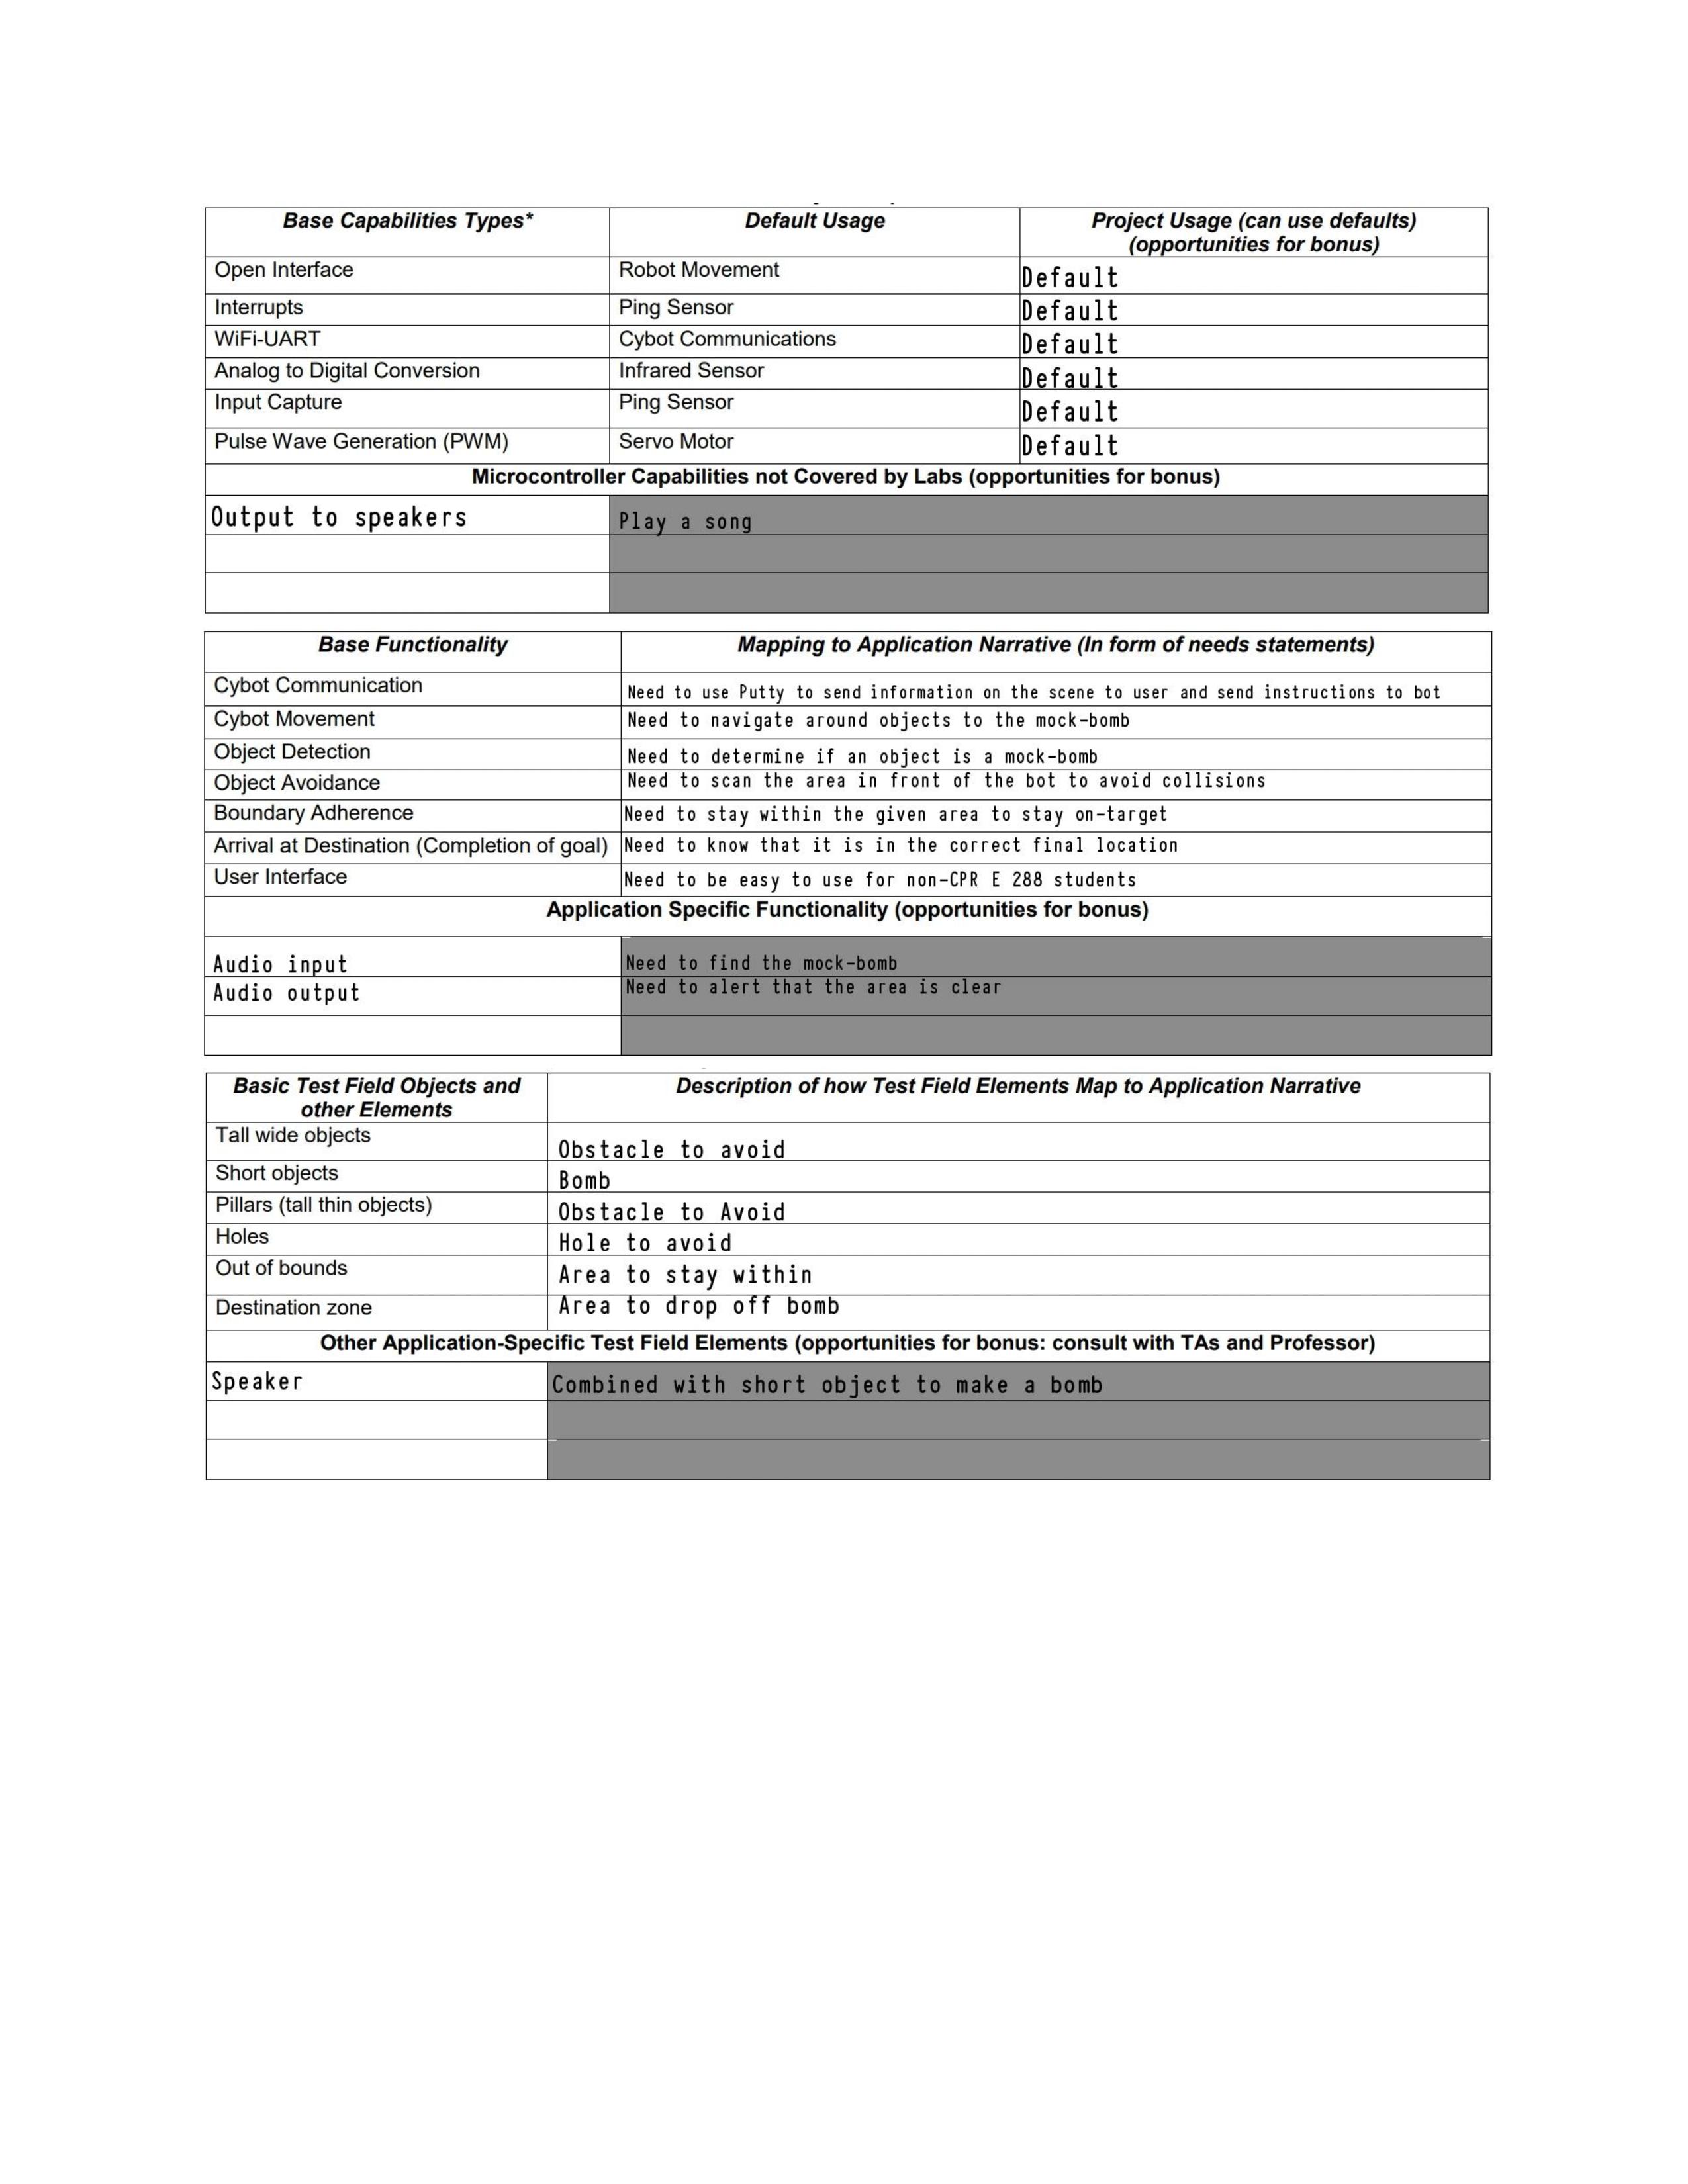 Base Capabilities Types* Default Usage Project Usage (can use defaults)
(opportunities for bonus)
Open Interface Robot Movement Default
Interrupts Ping Sensor Default
WiFi-UART Cybot Communications Default
Analog to Digital Conversion Infrared Sensor Default
Input Capture Ping Sensor Default
Pulse Wave Generation (PWM) Servo Motor Default
Microcontroller Capabilities not Covered by Labs (opportunities for bonus)
Output to speakers Play a song
Base Functionality Mapping to Application Narrative (In form of needs statements)
Cybot Communication Need to use Putty to send information on the scene to user and send instructions to bot
Cybot Movement Need to navigate around objects to the mock-bomb
Object Detection Need to determine if an object is a mock-bomb
Object Avoidance Need to scan the area in front of the bot to avoid collisions
Boundary Adherence Need to stay within the given area to stay on-target
Arrival at Destination (Completion of goal) Need to know that it is in the correct final location
User Interface Need to be easy to use for non-CPR E 288 students
Application Specific Functionality (opportunities for bonus)
Audio input Need to find the mock-bomb
Audio output Need to alert that the area is clear
Basic Test Field Objects and Description of how Test Field Elements Map to Application Narrative
other Elements
Tall wide objects Obstacle to avoid
Short objects Bomb
Pillars (tall thin objects) Obstacle to Avoid
Holes Hole to avoid
Out of bounds Area to stay within
Destination zone Area to drop off bomb
Other Application-Specific Test Field Elements (opportunities for bonus: consult with TAs and Professor)
Speaker Combined with short object to make a bomb